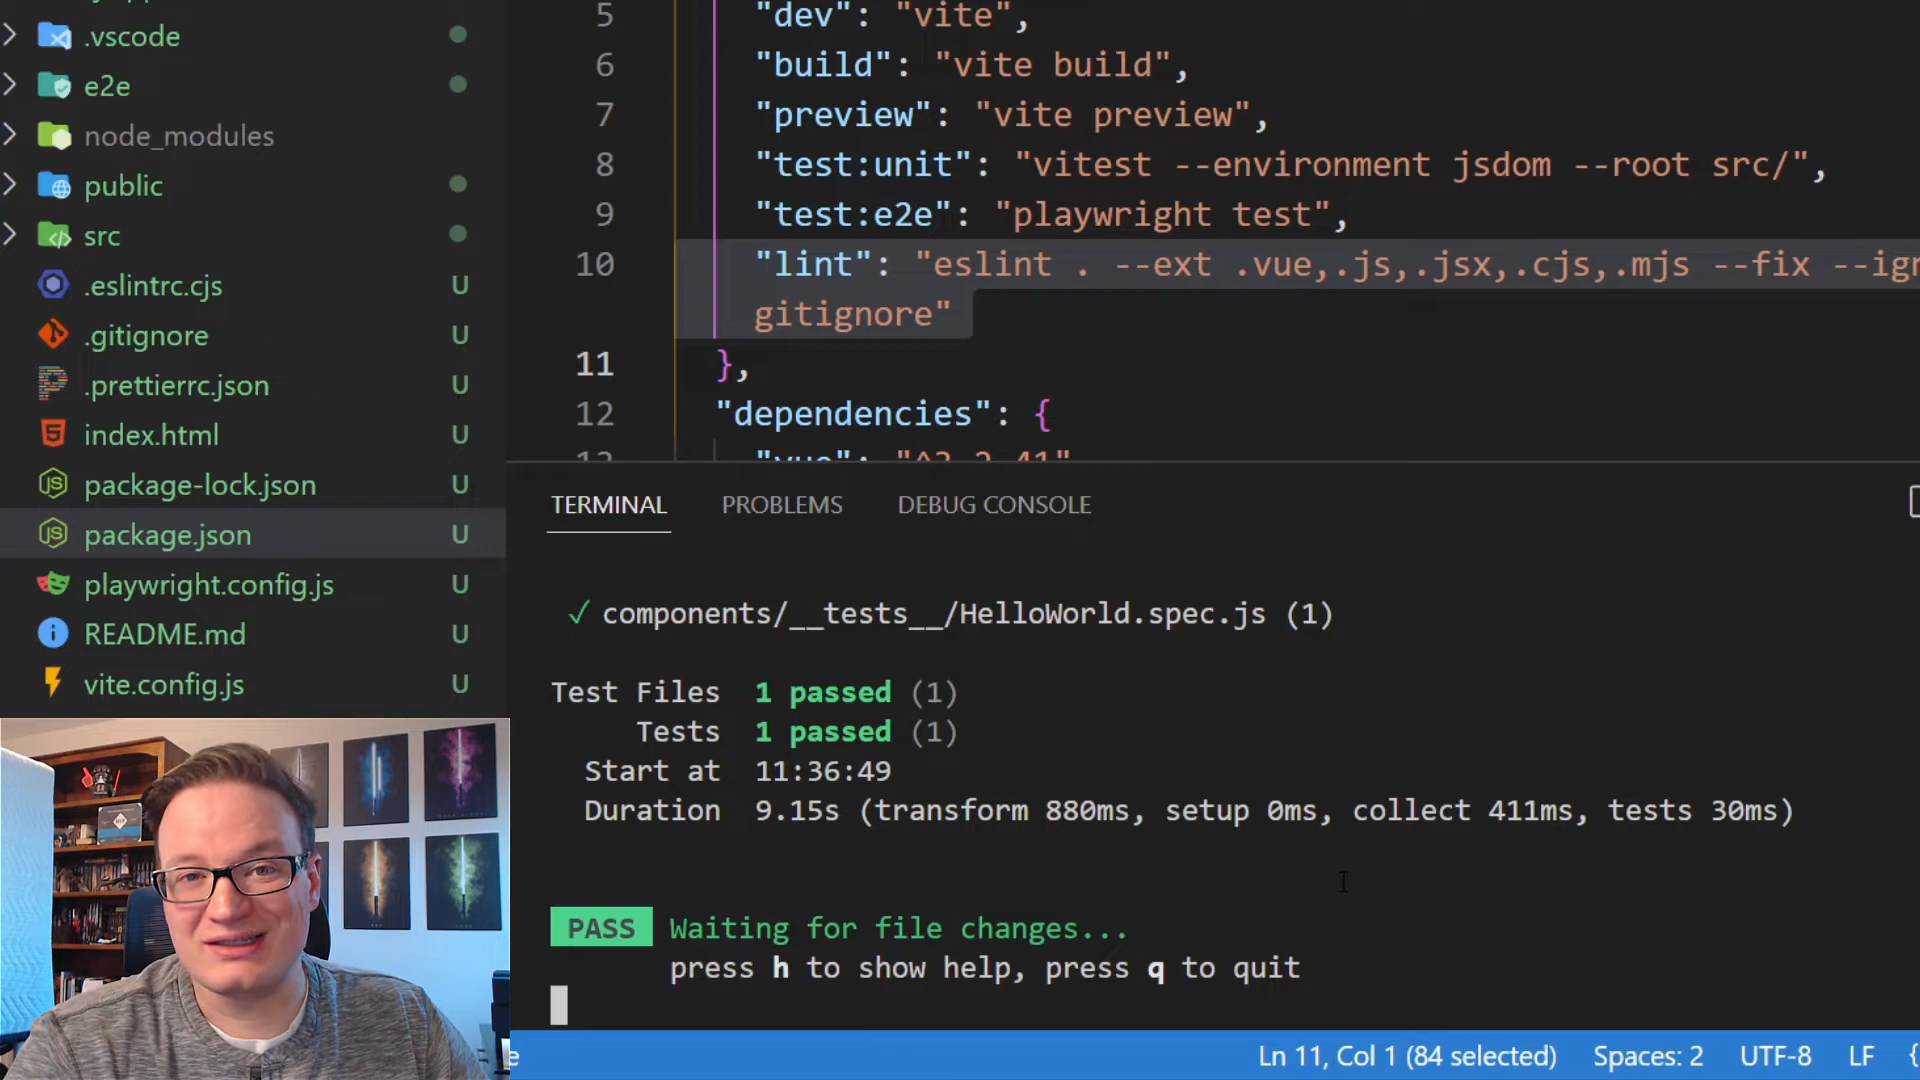 .vscode
e2e
node_modules
public
src
.eslintrc.cjs U
.gitignore U
.prettierrc.json U
index.html U
package-lock.json U
package.json U
playwright.config.js U
README.md U
vite.config.js U
5 "dev": "vite",
6 "build": "vite build",
7 "preview": "vite preview",
8 "test:unit": "vitest --environment jsdom --root src/",
9 "test:e2e": "playwright test",
10 "lint": "eslint . --ext .vue,.js,.jsx,.cjs,.mjs --fix --ign
gitignore"
11 },
12 "dependencies": {
TERMINAL PROBLEMS DEBUG CONSOLE
✓ components/__tests__/HelloWorld.spec.js (1)
Test Files 1 passed (1)
Tests 1 passed (1)
Start at 11:36:49
Duration 9.15s (transform 880ms, setup 0ms, collect 411ms, tests 30ms)
PASS Waiting for file changes...
press h to show help, press q to quit
Ln 11, Col 1 (84 selected) Spaces: 2 UTF-8 LF {